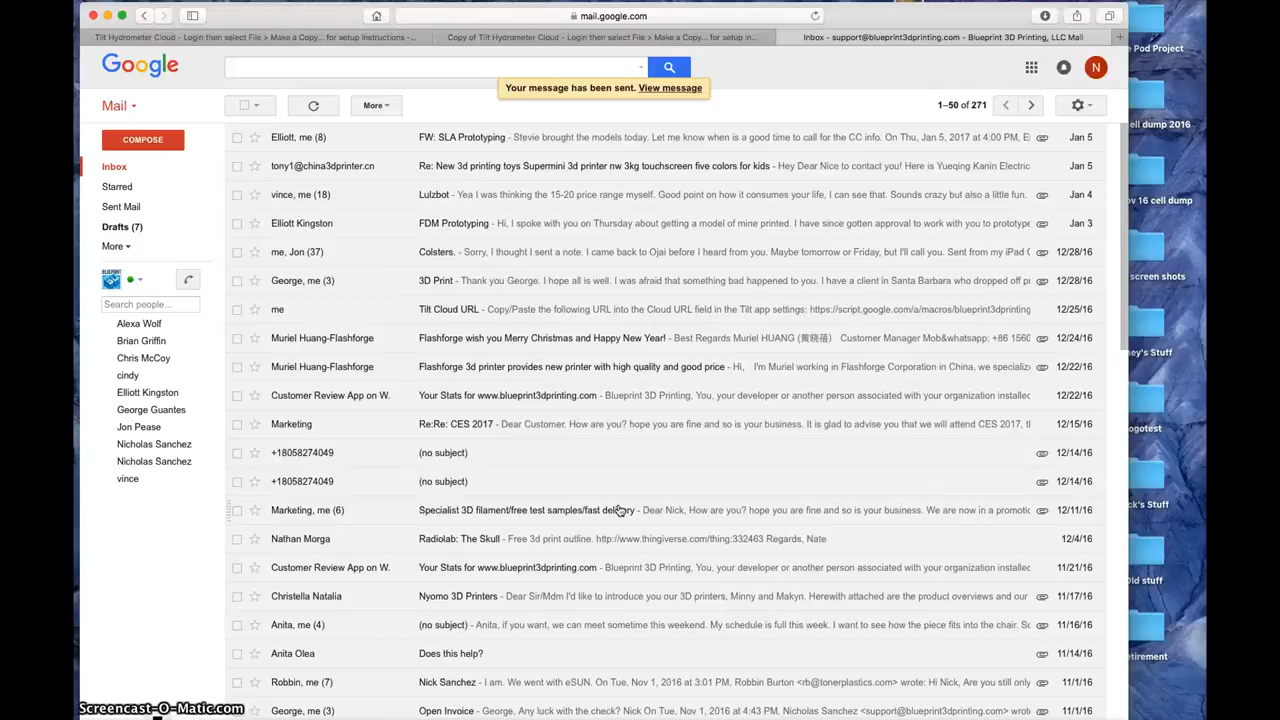 mail.google.com
Tilt Hydrometer Cloud - Login then select File > Make a Copy... for setup instructions -...
Copy of Tilt Hydrometer Cloud - Login then select File > Make a Copy... for setup in...
Inbox - support@blueprint3dprinting.com - Blueprint 3D Printing, LLC Mail
e Pod Project
Google
N
Your message has been sent. View message
Mail
More
1–50 of 271
cell dump 2016
COMPOSE
Elliott, me (8) FW: SLA Prototyping - Stevie brought the models today. Let me know when is a good time to call for the CC info. On Thu, Jan 5, 2017 at 4:00 PM, E Jan 5
Inbox
tony1@china3dprinter.cn Re: New 3d printing toys Supermini 3d printer nw 3kg touchscreen five colors for kids - Hey Dear Nice to contact you! Here is Yueqing Kanin Electric Jan 5
Starred
vince, me (18) Lulzbot - Yea I was thinking the 15-20 price range myself. Good point on how it consumes your life, I can see that. Sounds crazy but also a little fun. Jan 4
ov 16 cell dump
Sent Mail
Elliott Kingston FDM Prototyping - Hi, I spoke with you on Thursday about getting a model of mine printed. I have since gotten approval to work with you to prototype Jan 3
Drafts (7)
More
me, Jon (37) Colsters. - Sorry, I thought I sent a note. I came back to Ojai before I heard from you. Maybe tomorrow or Friday, but I'll call you. Sent from my iPad 12/28/16
screen shots
George, me (3) 3D Print - Thank you George. I hope all is well. I was afraid that something bad happened to you. I have a client in Santa Barbara who dropped off pr 12/28/16
BLUEPRINT
Search people...
me Tilt Cloud URL - Copy/Paste the following URL into the Cloud URL field in the Tilt app settings: https://script.google.com/a/macros/blueprint3dprinting 12/25/16
Alexa Wolf
Muriel Huang-Flashforge Flashforge wish you Merry Christmas and Happy New Year! - Best Regards Muriel HUANG (黄晓蓓) Customer Manager Mob&whatsapp: +86 1560 12/24/16
Brian Griffin
ney's Stuff
Chris McCoy
Muriel Huang-Flashforge Flashforge 3d printer provides new printer with high quality and good price - Hi, I'm Muriel working in Flashforge Corporation in China, we specialize 12/22/16
cindy
Elliott Kingston
Customer Review App on W. Your Stats for www.blueprint3dprinting.com - Blueprint 3D Printing, You, your developer or another person associated with your organization installed 12/22/16
George Guantes
Marketing Re:Re: CES 2017 - Dear Customer. How are you? hope you are fine and so is your business. It is glad to advise you that we will attend CES 2017, t 12/15/16
Jon Pease
ogotest
Nicholas Sanchez
+18058274049 (no subject) 12/14/16
Nicholas Sanchez
vince
+18058274049 (no subject) 12/14/16
Marketing, me (6) Specialist 3D filament/free test samples/fast delivery - Dear Nick, How are you? hope you are fine and so is your business. We are now in a promotio 12/11/16
k's Stuff
Nathan Morga Radiolab: The Skull - Free 3d print outline. http://www.thingiverse.com/thing:332463 Regards, Nate 12/4/16
Customer Review App on W. Your Stats for www.blueprint3dprinting.com - Blueprint 3D Printing, You, your developer or another person associated with your organization installed 11/21/16
Old stuff
Christella Natalia Nyomo 3D Printers - Dear Sir/Mdm I'd like to introduce you our 3D printers, Minny and Makyn. Herewith attached are the product overviews and our 11/17/16
Anita, me (4) (no subject) - Anita, if you want, we can meet sometime this weekend. My schedule is full this week. I want to see how the piece fits into the chair. Sc 11/16/16
Anita Olea Does this help? 11/14/16
etirement
Robbin, me (7) Nick Sanchez - I am. We went with eSUN. On Tue, Nov 1, 2016 at 3:01 PM, Robbin Burton <rb@tonerplastics.com> wrote: Hi Nick, Are you still only 11/1/16
George, me (3) Open Invoice - George, Any luck with the check? Nick On Tue, Nov 1, 2016 at 4:43 PM, Nicholas Sanchez <support@blueprint3dprinting.com> wrote: 11/1/16
Screencast-O-Matic.com